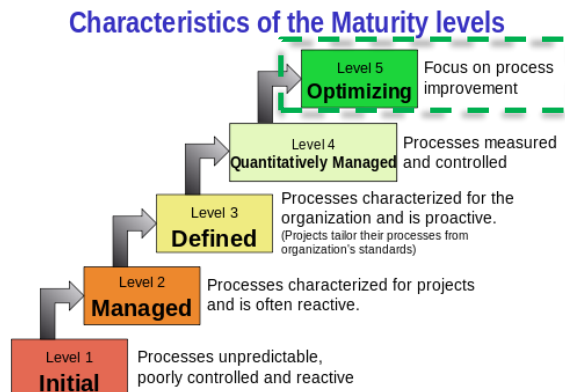 Characteristics of the Maturity levels
Level 5
Optimizing
Focus on process
improvement
Level 4
Quantitatively Managed
Processes measured
and controlled
Level 3
Defined
Processes characterized for the
organization and is proactive.
(Projects tailor their processes from
organization's standards)
Level 2
Managed
Processes characterized for projects
and is often reactive.
Level 1
Initial
Processes unpredictable,
poorly controlled and reactive